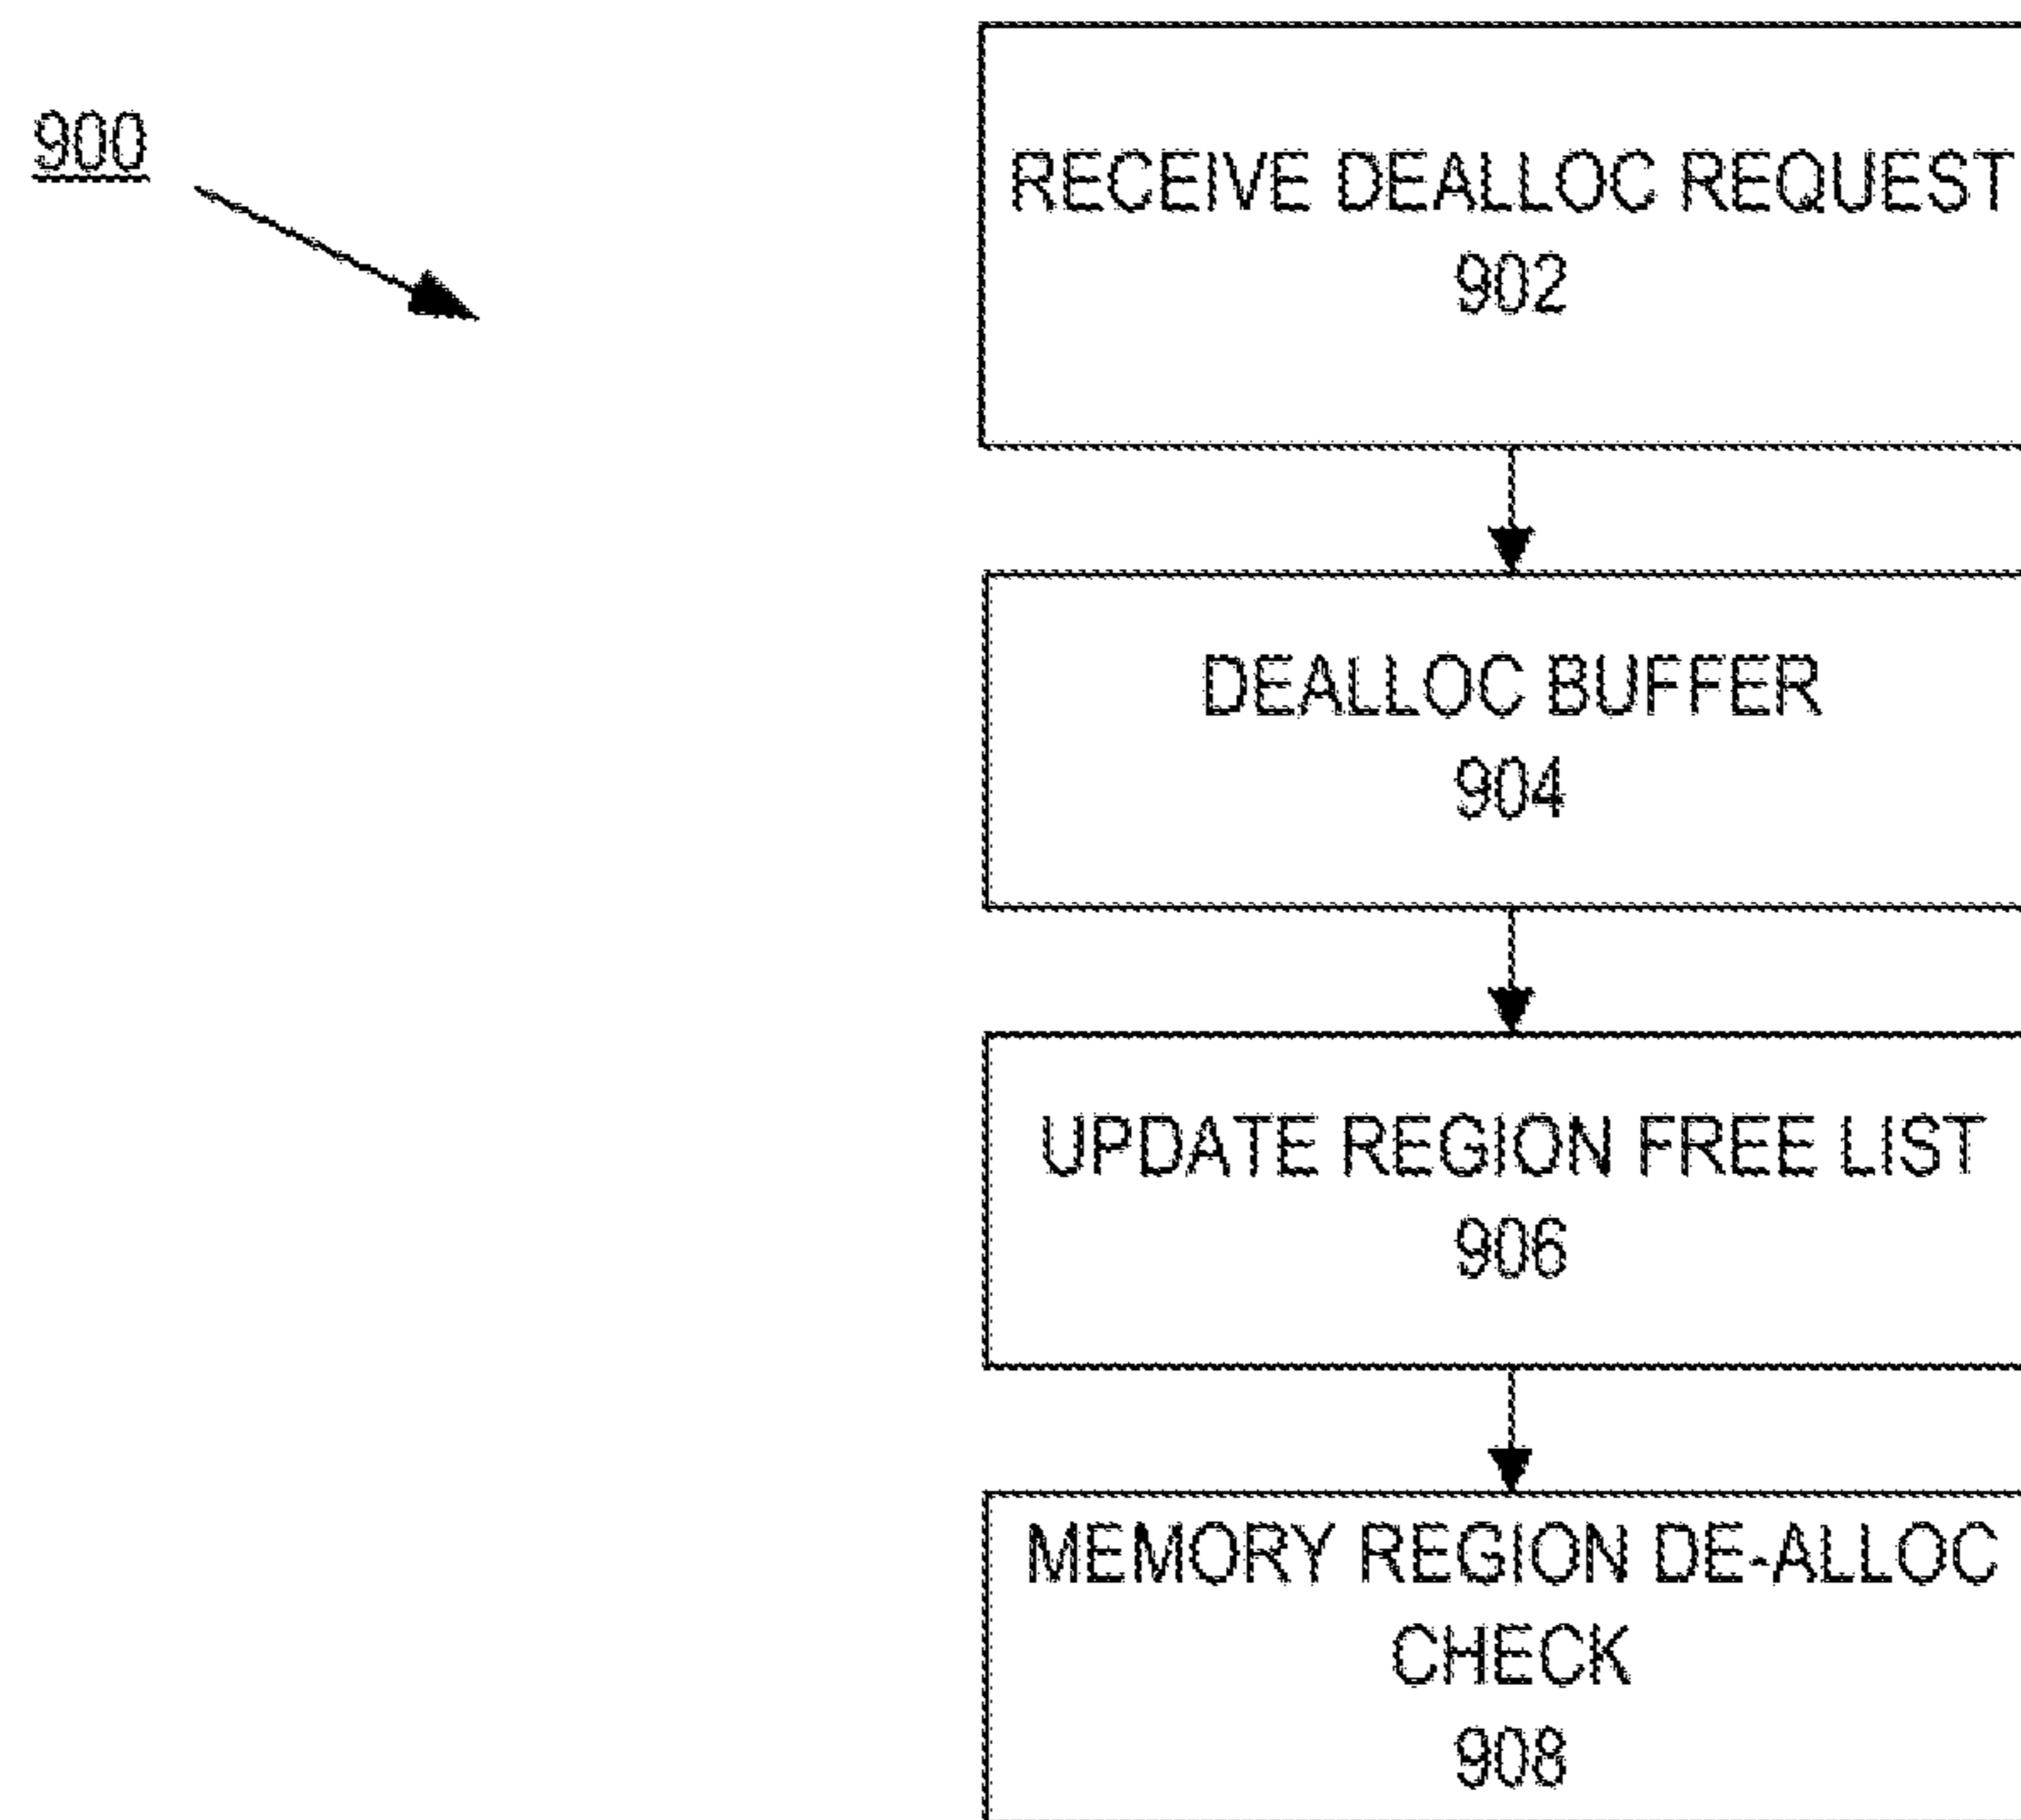 900
RECEIVE DEALLOC REQUEST
902
DEALLOC BUFFER
904
UPDATE REGION FREE LIST
906
MEMORY REGION DE-ALLOC
CHECK
908